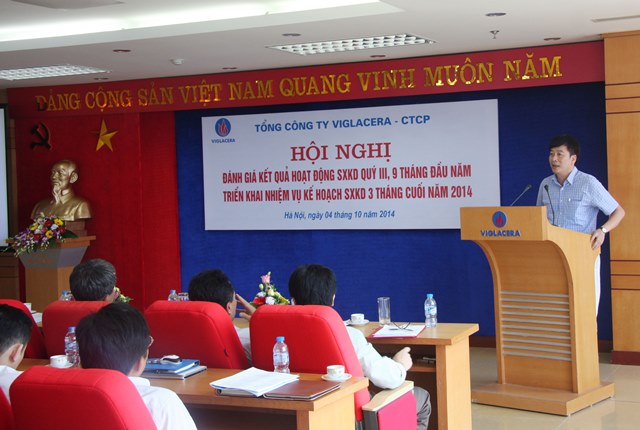 ĐẢNG CỘNG SẢN VIỆT NAM QUANG VINH MUÔN NĂM
VIGLACERA
TỔNG CÔNG TY VIGLACERA - CTCP
HỘI NGHỊ
ĐÁNH GIÁ KẾT QUẢ HOẠT ĐỘNG SXKD QUÝ III, 9 THÁNG ĐẦU NĂM
TRIỂN KHAI NHIỆM VỤ KẾ HOẠCH SXKD 3 THÁNG CUỐI NĂM 2014
Hà Nội, ngày 04 tháng 10 năm 2014
VIGLACERA